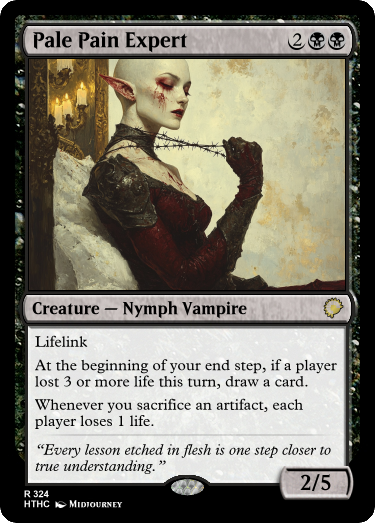 Pale Pain Expert 2
Creature — Nymph Vampire
Lifelink
At the beginning of your end step, if a player
lost 3 or more life this turn, draw a card.
Whenever you sacrifice an artifact, each
player loses 1 life.
“Every lesson etched in flesh is one step closer to
true understanding.”
2/5
R 324
HTHC Midjourney